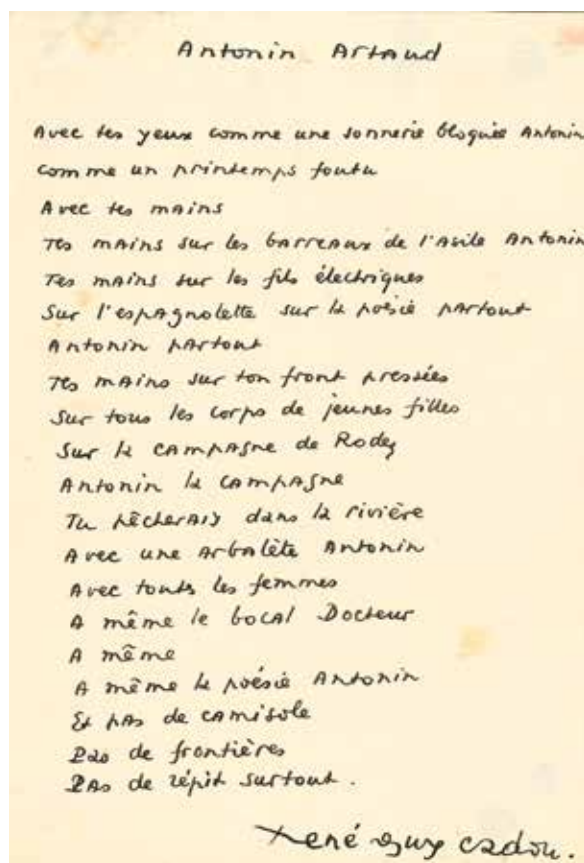 Antonin Artaud
Avec tes yeux comme une sonnerie bloquée Antonin
comme un printemps foutu
Avec tes mains
Tes mains sur les barreaux de l'asile Antonin
Tes mains sur les fils électriques
Sur l'espagnolette sur la poésie partout
Antonin partout
Tes mains sur ton front pressées
Sur tous les corps de jeunes filles
Sur la campagne de Rodez
Antonin la campagne
Tu pêcherais dans la rivière
Avec une arbalète Antonin
Avec toutes les femmes
A même le bocal Docteur
A même
A même la poésie Antonin
Et pas de camisole
Pas de frontières
Pas de répit surtout.
René Guy Cadou.